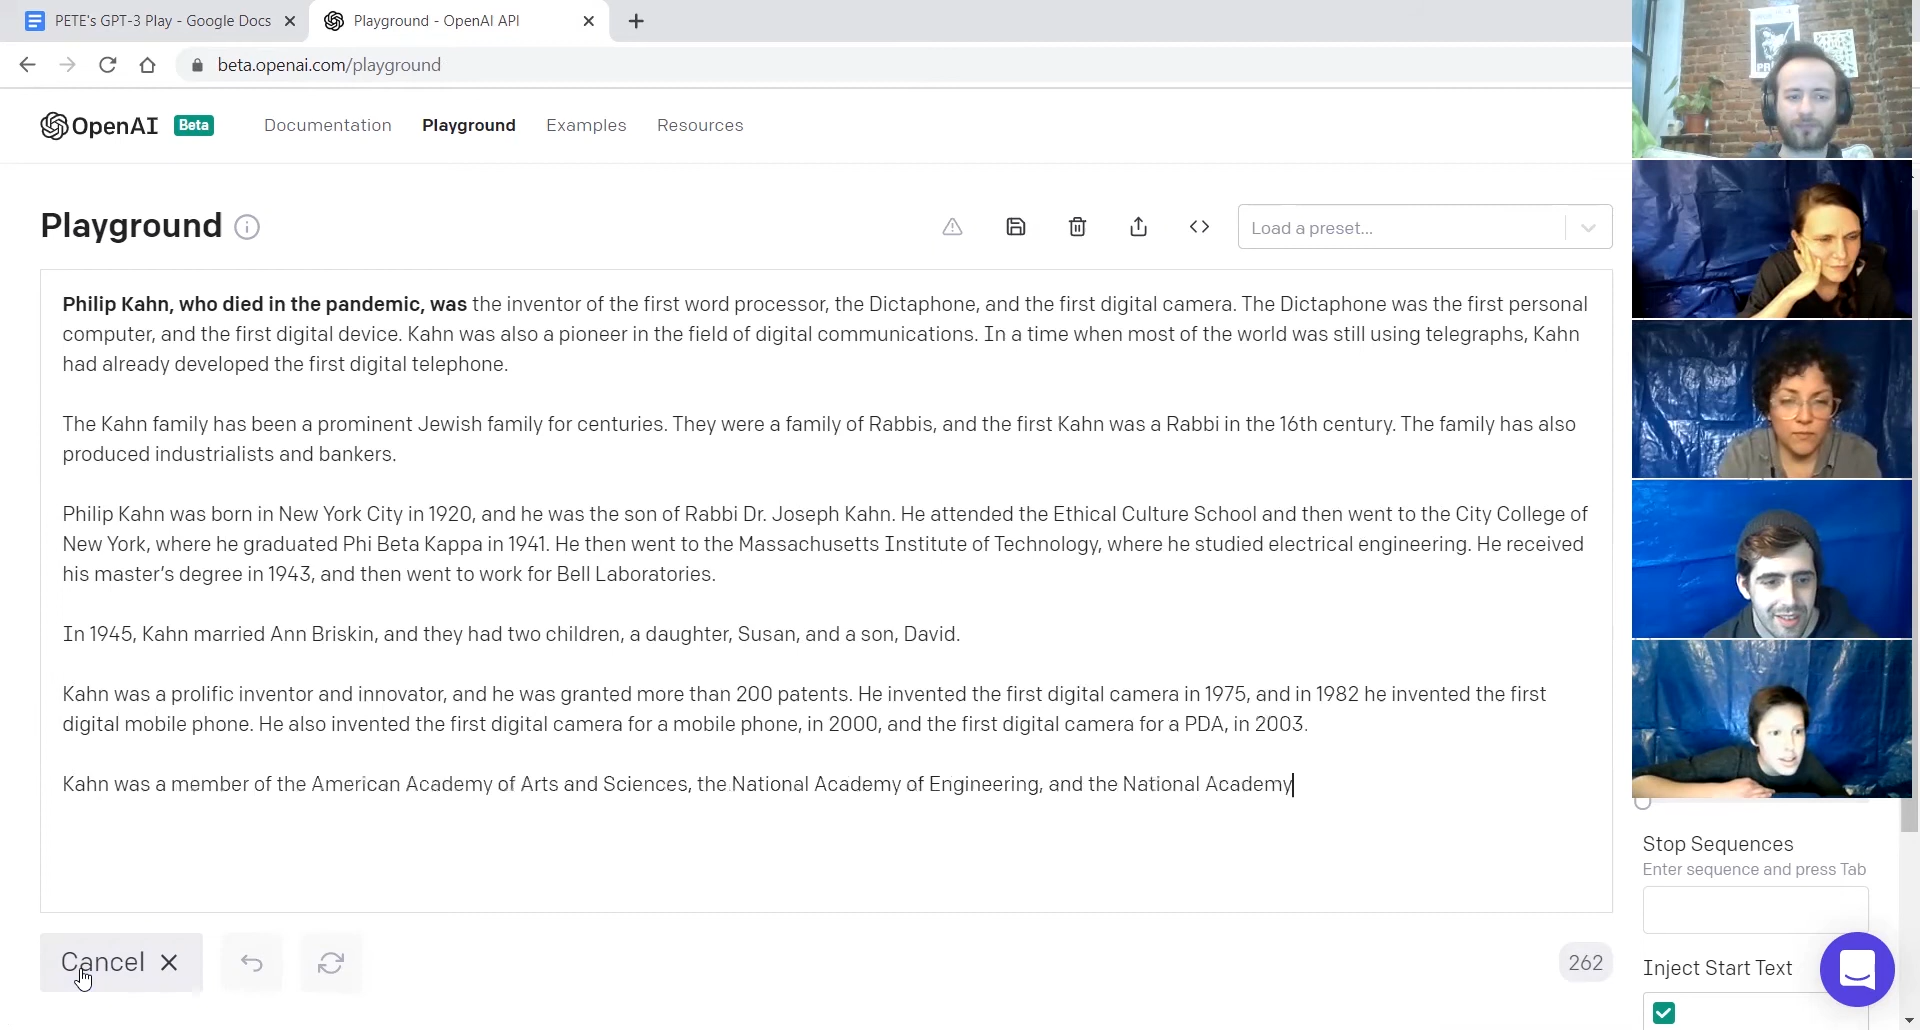 PETE's GPT-3 Play - Google Docs
Playground - OpenAI API
beta.openai.com/playground
OpenAI Beta Documentation Playground Examples Resources
Playground
Load a preset...
Philip Kahn, who died in the pandemic, was the inventor of the first word processor, the Dictaphone, and the first digital camera. The Dictaphone was the first personal
computer, and the first digital device. Kahn was also a pioneer in the field of digital communications. In a time when most of the world was still using telegraphs, Kahn
had already developed the first digital telephone.
The Kahn family has been a prominent Jewish family for centuries. They were a family of Rabbis, and the first Kahn was a Rabbi in the 16th century. The family has also
produced industrialists and bankers.
Philip Kahn was born in New York City in 1920, and he was the son of Rabbi Dr. Joseph Kahn. He attended the Ethical Culture School and then went to the City College of
New York, where he graduated Phi Beta Kappa in 1941. He then went to the Massachusetts Institute of Technology, where he studied electrical engineering. He received
his master's degree in 1943, and then went to work for Bell Laboratories.
In 1945, Kahn married Ann Briskin, and they had two children, a daughter, Susan, and a son, David.
Kahn was a prolific inventor and innovator, and he was granted more than 200 patents. He invented the first digital camera in 1975, and in 1982 he invented the first
digital mobile phone. He also invented the first digital camera for a mobile phone, in 2000, and the first digital camera for a PDA, in 2003.
Kahn was a member of the American Academy of Arts and Sciences, the National Academy of Engineering, and the National Academy
Stop Sequences
Enter sequence and press Tab
Cancel
262
Inject Start Text